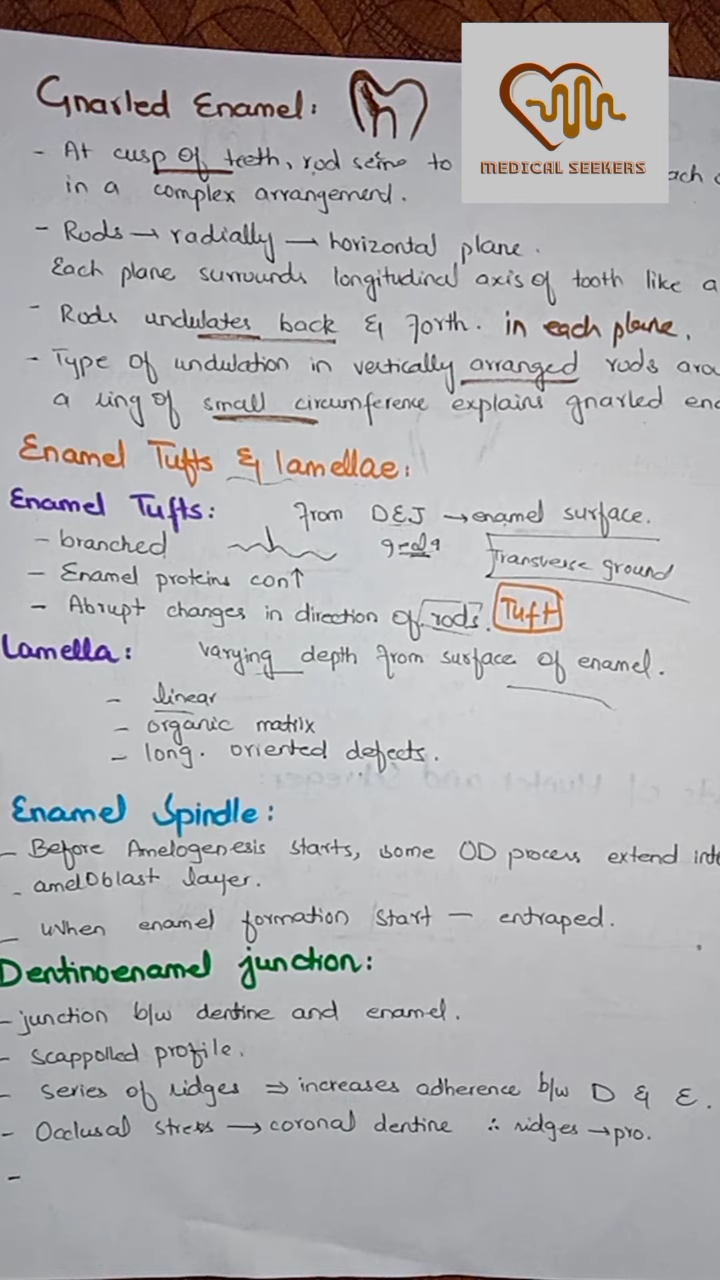 Gnarled Enamel:
MEDICAL SEEKERS
- At cusp of teeth, rod seine to
in a complex arrangement.
- Rods → radially → horizontal plane.
Each plane surrounds longitudinal axis of tooth like a
- Rods undulates back & forth. in each plane.
- Type of undulation in vertically arranged rods
a ring of small circumference explains gnarled
Enamel Tufts & lamellae:
Enamel Tufts: from DEJ → enamel surface.
- branched
Transverse ground
- Enamel proteins con↑
- Abrupt changes in direction of rods. Tuft
Lamella: varying depth from surface of enamel.
- linear
- organic matrix
- long. oriented defects.
Enamel Spindle:
- Before Amelogenesis starts, some OD process extend
- ameloblast layer.
- When enamel formation start — entraped.
Dentinoenamel junction:
- junction b/w dentine and enamel.
- scappolled profile.
- series of ridges ⇒ increases adherence b/w D & E.
- Occlusal stress → coronal dentine ∴ ridges → pro.
-